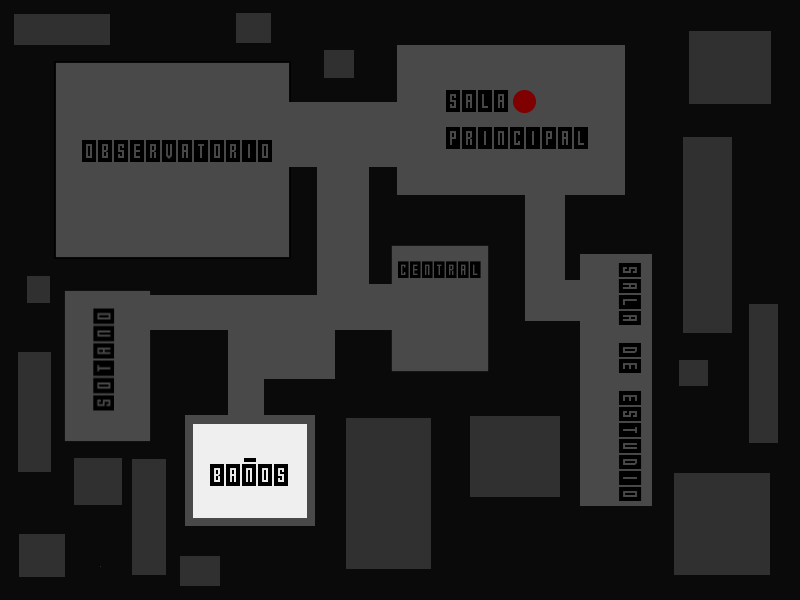 SALA
PRINCIPAL
OBSERVATORIO
CENTRAL
SALA DE ESTUDIO
SOTANO
BAÑOS